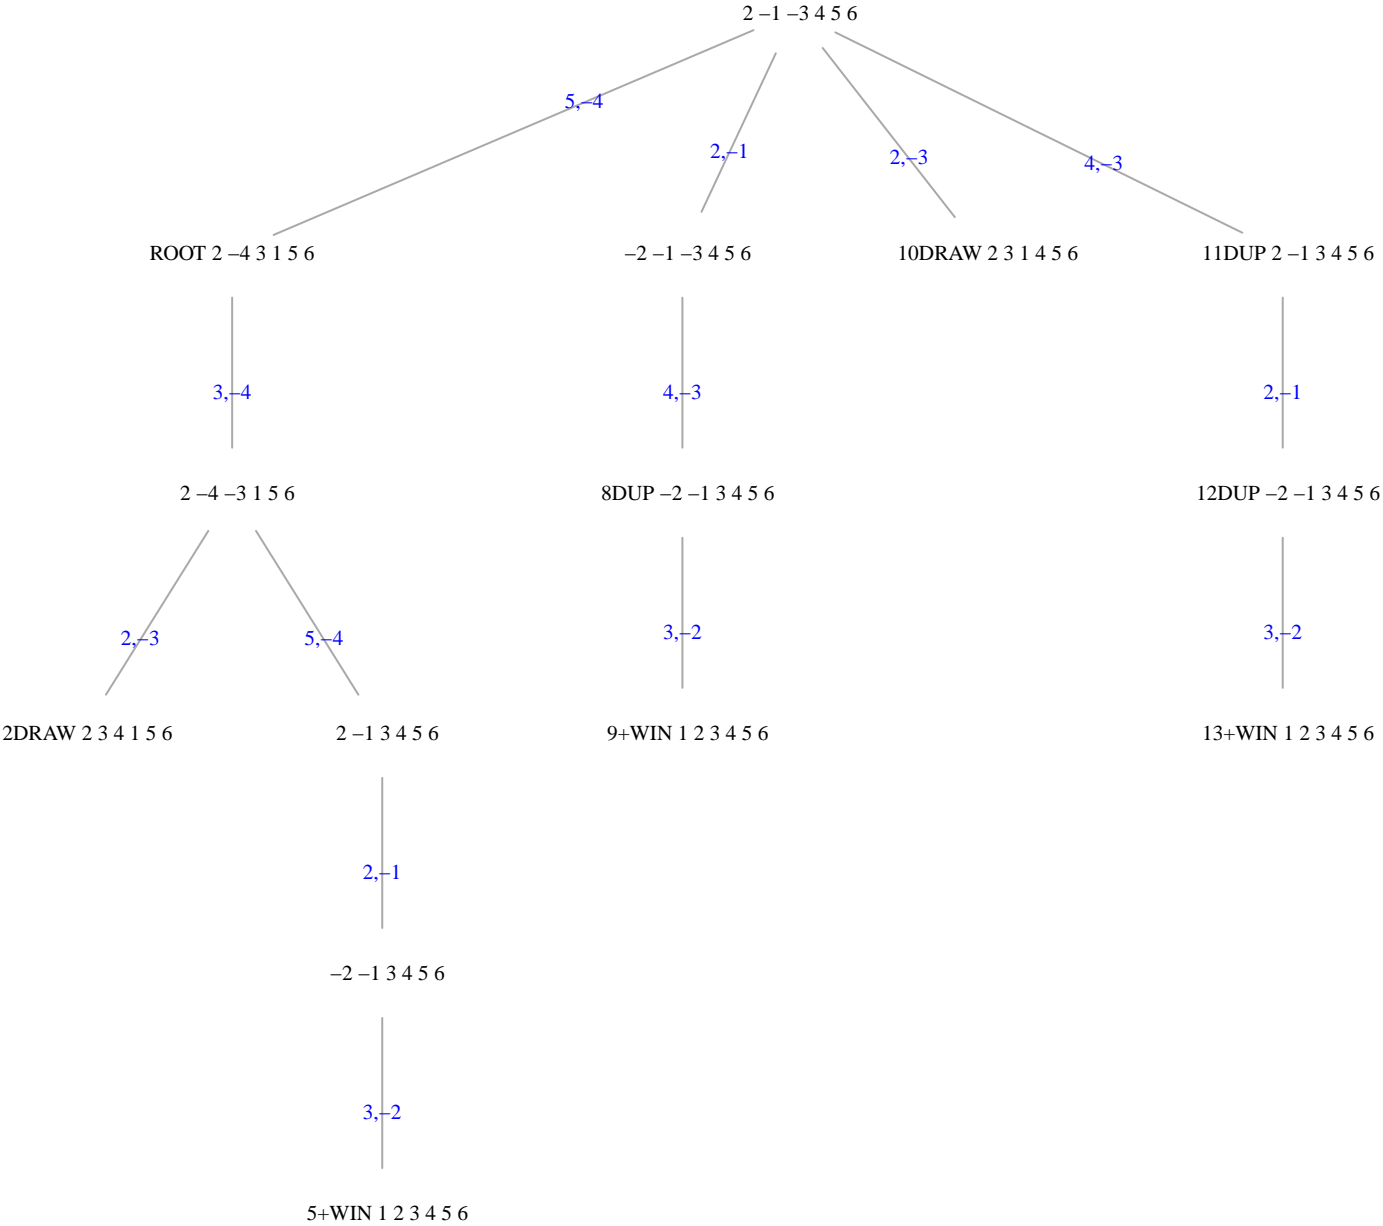 2 –1 –3 4 5 6
5,–4
2,–1
2,–3
4,–3
ROOT 2 –4 3 1 5 6
–2 –1 –3 4 5 6
10DRAW 2 3 1 4 5 6
11DUP 2 –1 3 4 5 6
3,–4
4,–3
2,–1
2 –4 –3 1 5 6
8DUP –2 –1 3 4 5 6
12DUP –2 –1 3 4 5 6
2,–3
5,–4
3,–2
3,–2
2DRAW 2 3 4 1 5 6
2 –1 3 4 5 6
9+WIN 1 2 3 4 5 6
13+WIN 1 2 3 4 5 6
2,–1
–2 –1 3 4 5 6
3,–2
5+WIN 1 2 3 4 5 6